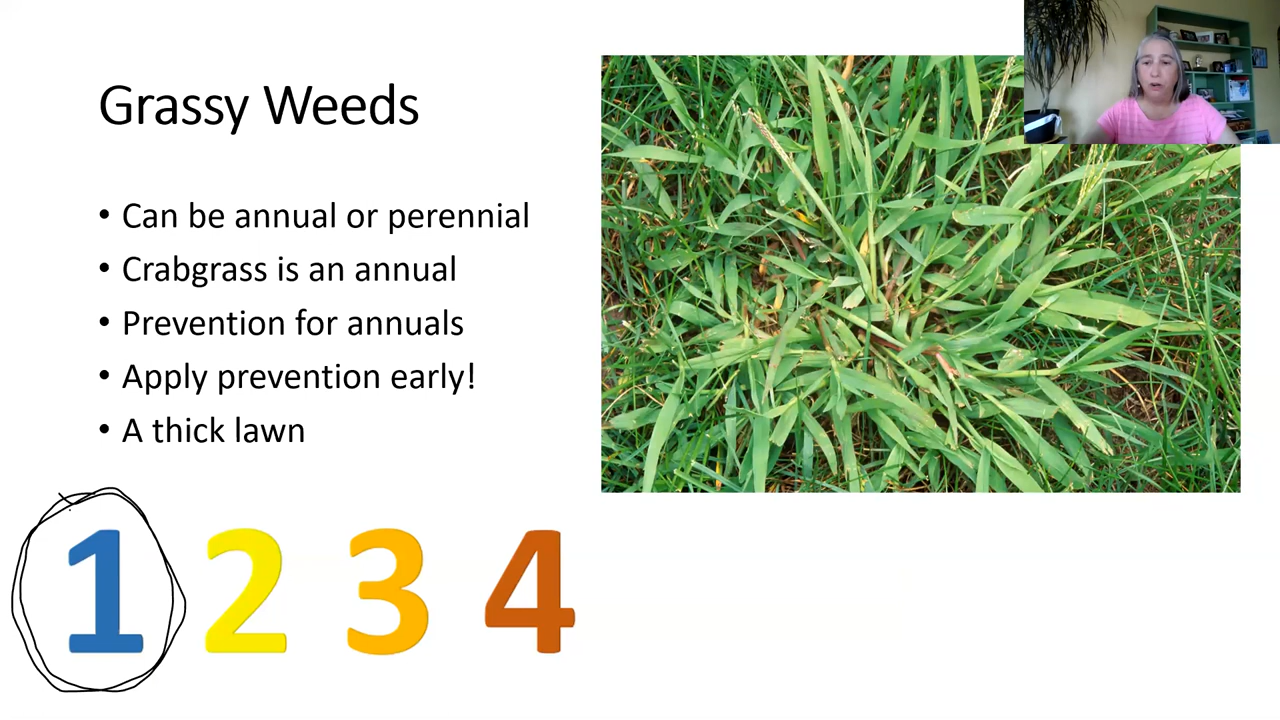 Grassy Weeds
• Can be annual or perennial
• Crabgrass is an annual
• Prevention for annuals
• Apply prevention early!
• A thick lawn
1 2 3 4